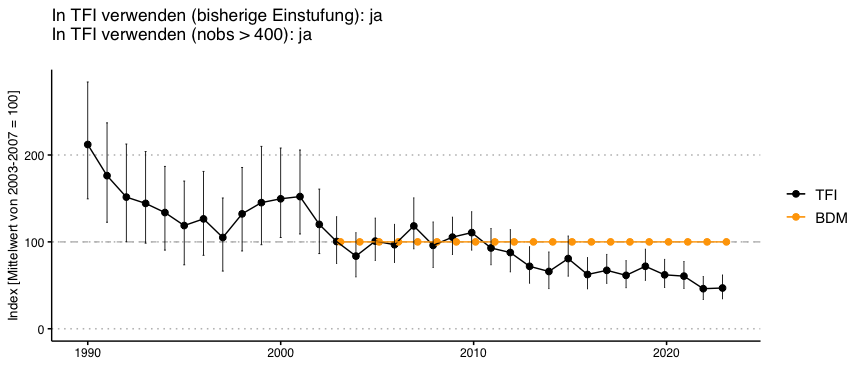 In TFI verwenden (bisherige Einstufung): ja
In TFI verwenden (nobs > 400): ja
Index [Mittelwert von 2003-2007 = 100]
200
100
0
1990
2000
2010
2020
TFI
BDM